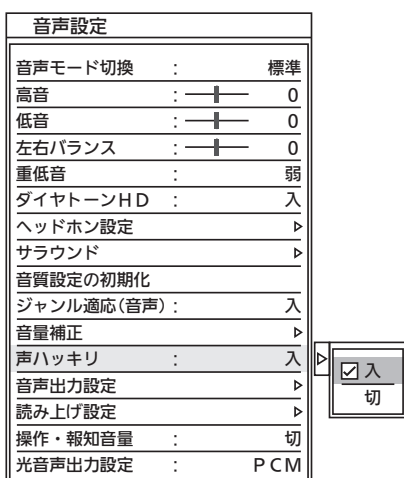 音声設定
音声モード切換 : 標準
高音 : 0
低音 : 0
左右バランス : 0
重低音 : 弱
ダイヤトーンHD : 入
ヘッドホン設定
サラウンド
音質設定の初期化
ジャンル適応(音声) : 入
音量補正
声ハッキリ : 入
入
切
音声出力設定
読み上げ設定
操作・報知音量 : 切
光音声出力設定 : PCM